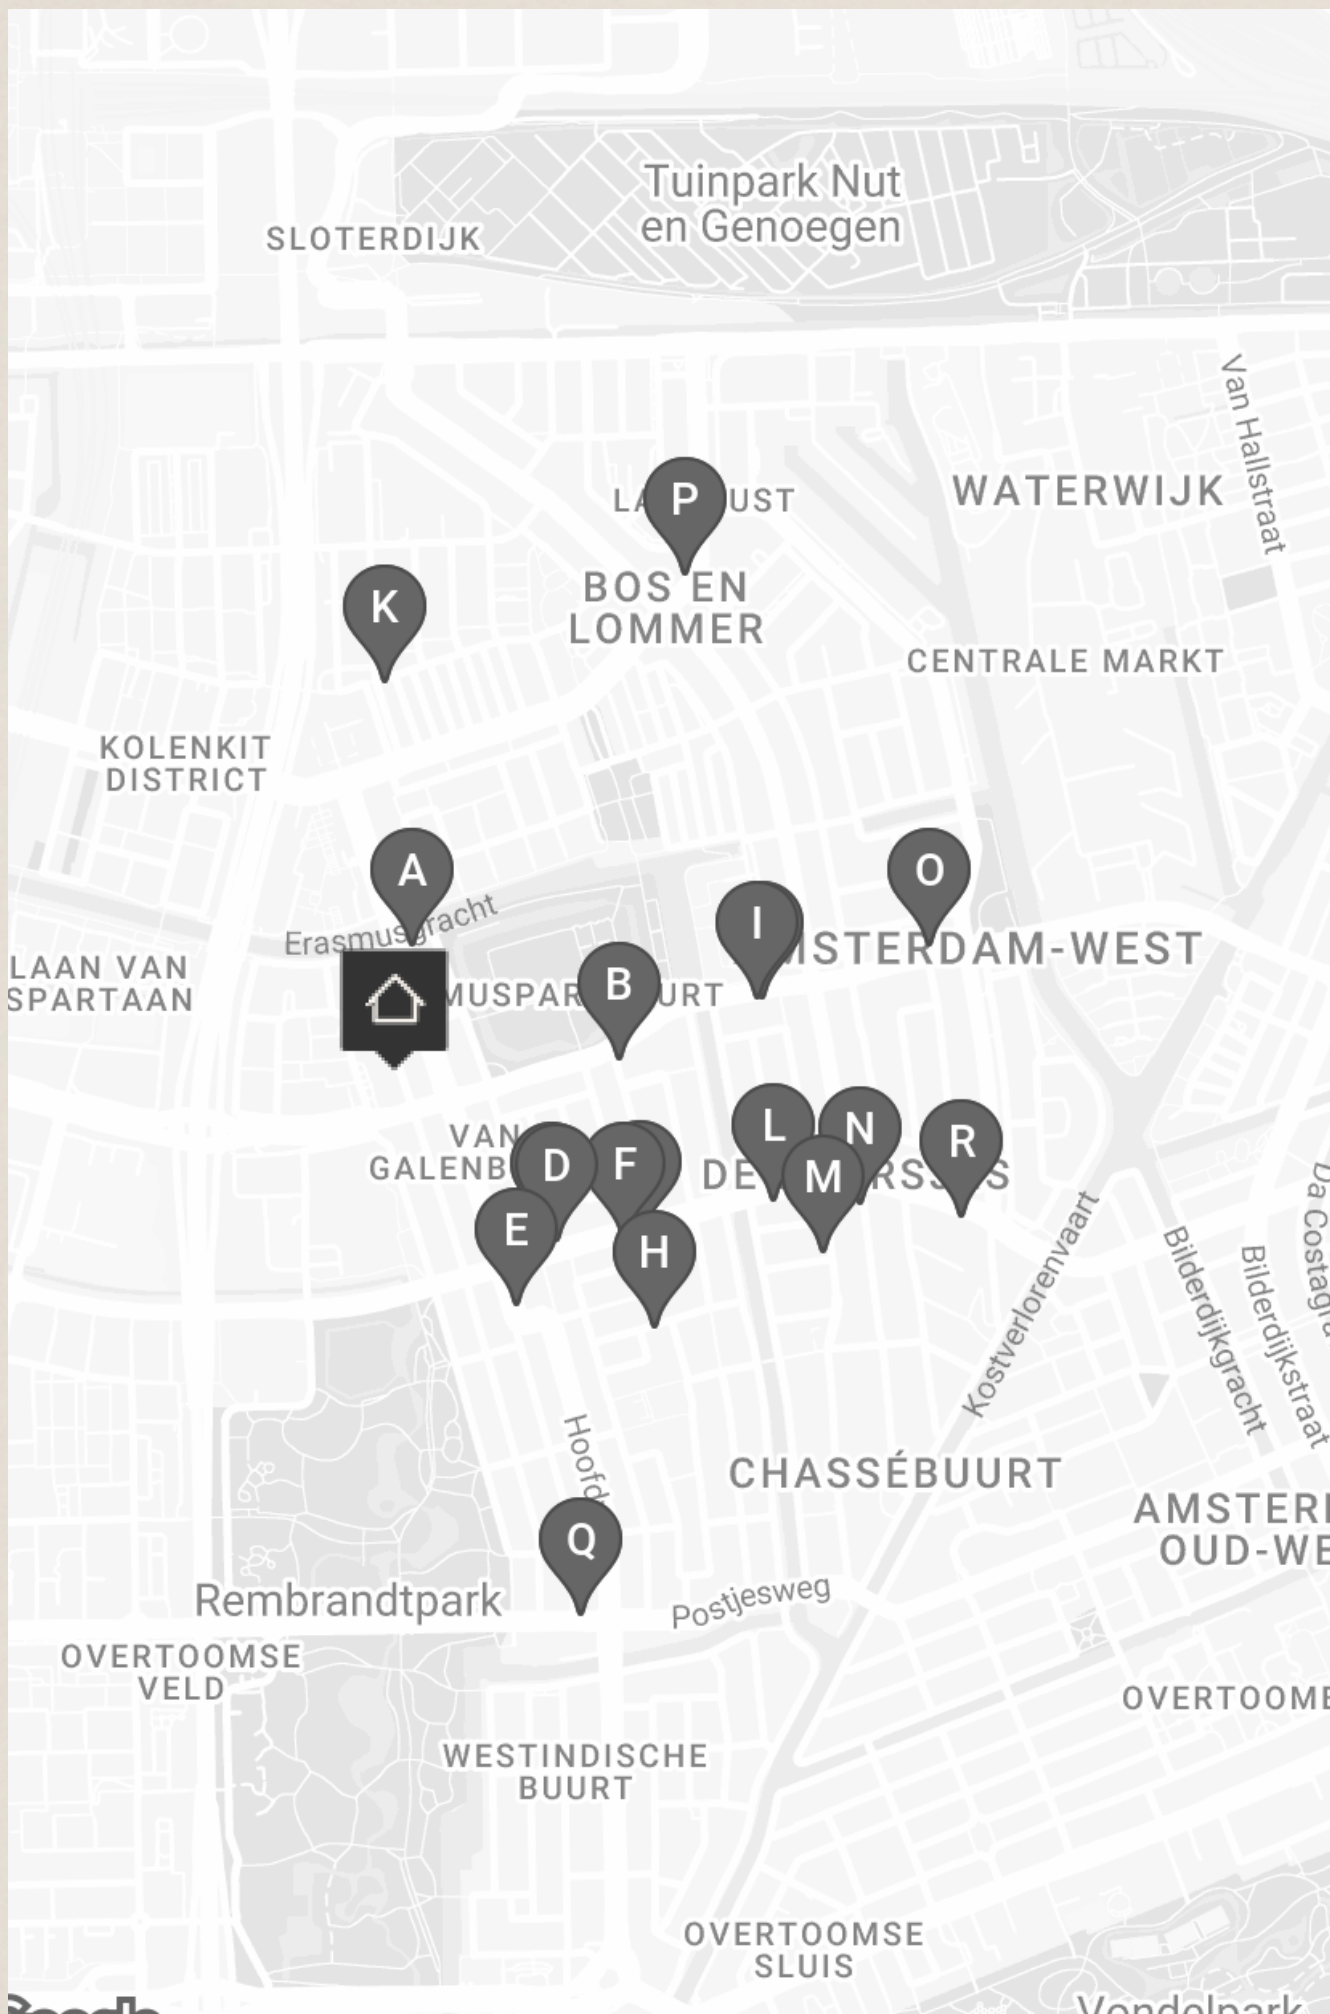 Tuinpark Nut
en Genoegen
SLOTERDIJK
Van Hallstraat
P
UST
WATERWIJK
BOS EN
LOMMER
K
CENTRALE MARKT
KOLENKIT
DISTRICT
A
O
Erasmusgracht
I
MSTERDAM-WEST
LAAN VAN
SPARTAAN
B
MUSPAR
URT
L
N
R
VAN
GALENB
D
F
M
DE
RS
S
E
H
Kostverlorenvaart
Bilderdijkgracht
Bilderdijkstraat
Da Costagra
Hoofd
CHASSÉBUURT
AMSTER
OUD-WE
Q
Rembrandtpark
Postjesweg
OVERTOOMSE
VELD
OVERTOOM
WESTINDISCHE
BUURT
OVERTOOMSE
SLUIS
Vondelpark